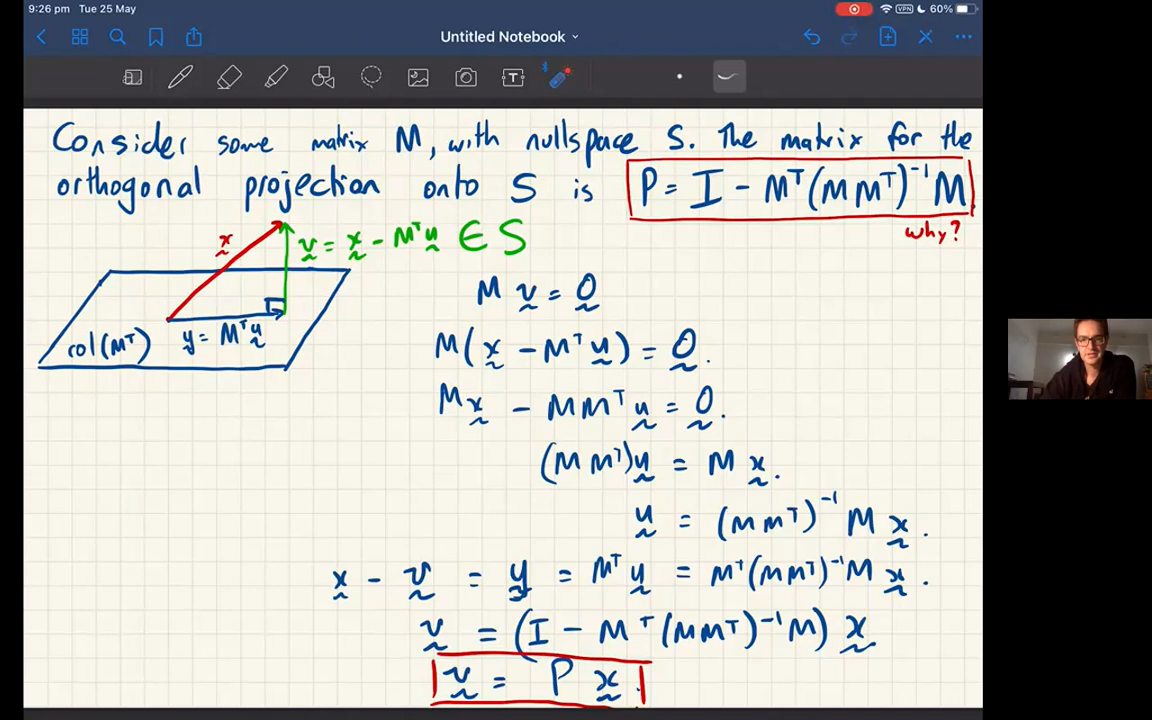 9:26 pm Tue 25 May
VPN 60%
Untitled Notebook
Consider some matrix M, with nullspace S. The matrix for the
orthogonal projection onto S is P = I - Mᵀ(MMᵀ)⁻¹M
why?
x
v = x - Mᵀu ∈ S
col(Mᵀ) y = Mᵀu
M v = 0
M(x - Mᵀu) = 0.
Mx - MMᵀu = 0.
(MMᵀ)u = Mx.
u = (MMᵀ)⁻¹Mx.
x - v = y = Mᵀu = Mᵀ(MMᵀ)⁻¹Mx.
v = (I - Mᵀ(MMᵀ)⁻¹M)x
v = Px.